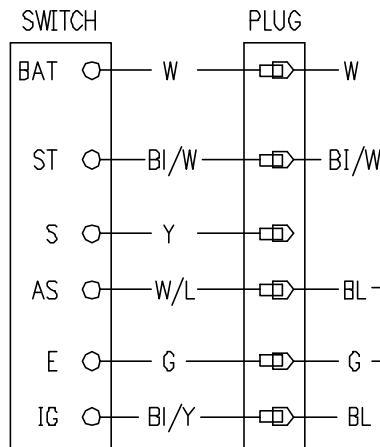 SWITCH PLUG
BAT W W
ST BI/W BI/W
S Y
AS W/L BL
E G G
IG BI/Y BL